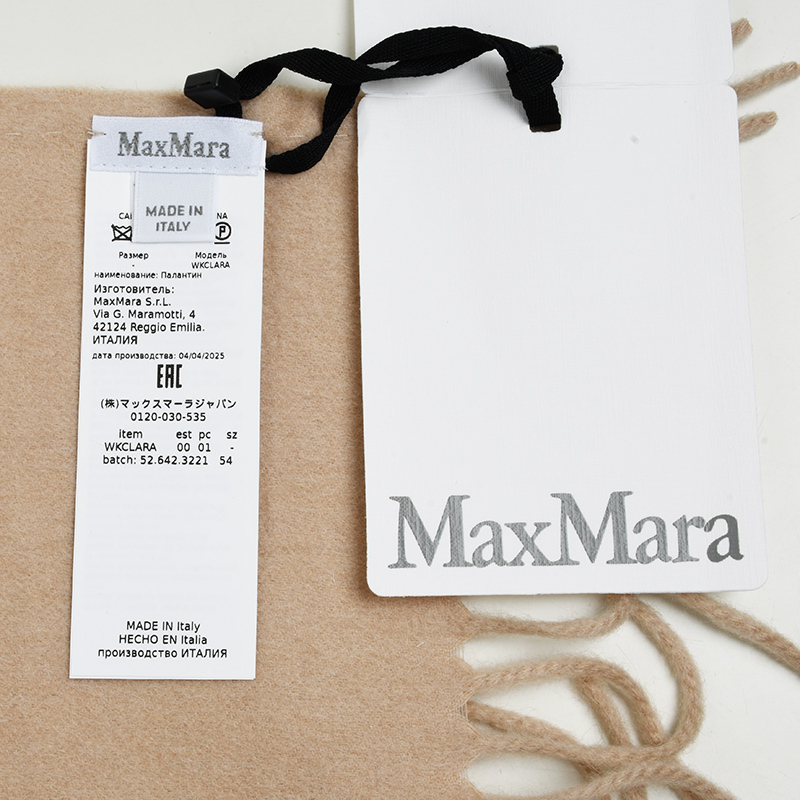 MaxMara
MADE IN
ITALY
Размер Модель
- WKCLARA
наименование: Палантин
Изготовитель:
MaxMara S.r.L.
Via G. Maramotti, 4
42124 Reggio Emilia.
ИТАЛИЯ
дата производства: 04/04/2025
EAC
(株)マックスマーラジャパン
0120-030-535
item est pc sz
WKCLARA 00 01 -
batch: 52.642.3221 54
MADE IN Italy
HECHO EN Italia
производство ИТАЛИЯ
MaxMara